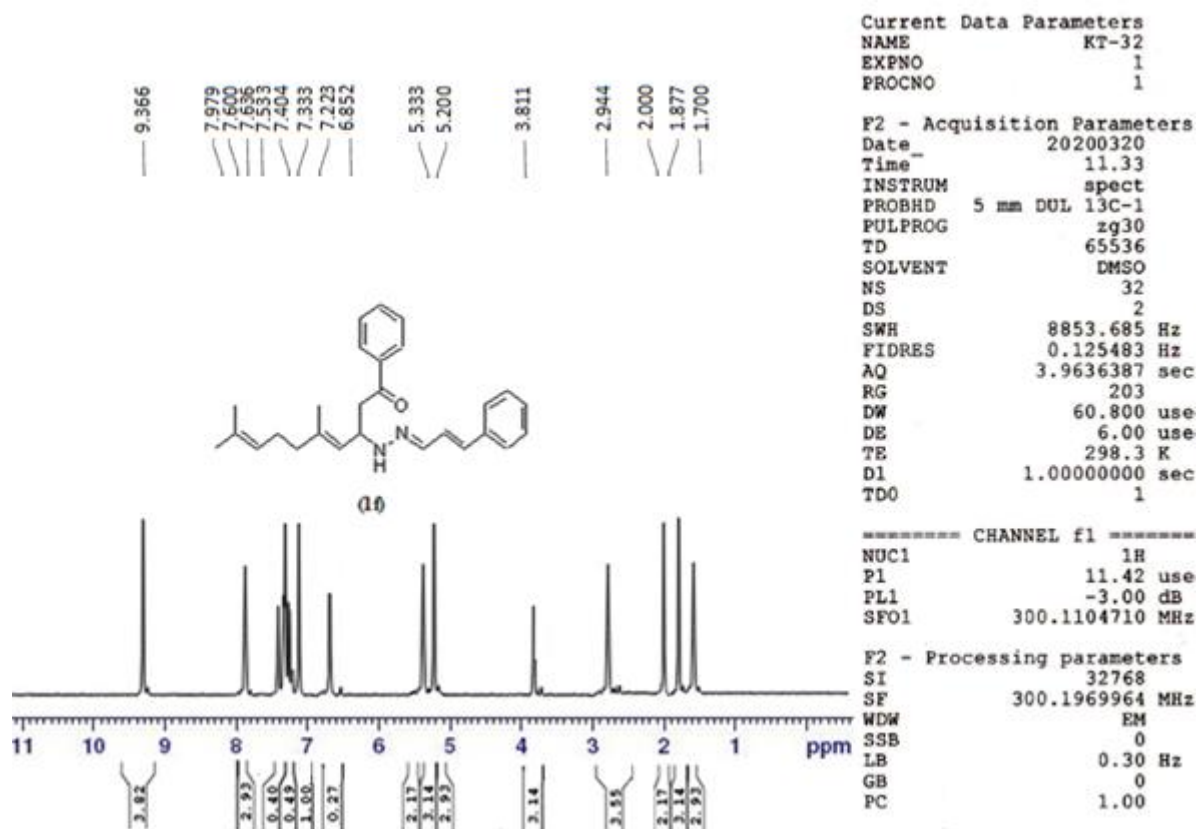 9.366
7.979
7.600
7.636
7.533
7.404
7.333
7.223
6.852
5.333
5.200
3.811
2.944
2.000
1.877
1.700
O
N
N
H
(1f)
11 10 9 8 7 6 5 4 3 2 1 ppm
3.82
2.93
0.40
0.49
1.00
0.27
2.17
3.14
2.93
3.14
3.55
2.17
3.14
2.93
Current Data Parameters
NAME KT-32
EXPNO 1
PROCNO 1
F2 - Acquisition Parameters
Date_ 20200320
Time 11.33
INSTRUM spect
PROBHD 5 mm DUL 13C-1
PULPROG zg30
TD 65536
SOLVENT DMSO
NS 32
DS 2
SWH 8853.685 Hz
FIDRES 0.125483 Hz
AQ 3.9636387 sec
RG 203
DW 60.800 use
DE 6.00 use
TE 298.3 K
D1 1.00000000 sec
TD0 1
======== CHANNEL f1 =======
NUC1 1H
P1 11.42 use
PL1 -3.00 dB
SFO1 300.1104710 MHz
F2 - Processing parameters
SI 32768
SF 300.1969964 MHz
WDW EM
SSB 0
LB 0.30 Hz
GB 0
PC 1.00